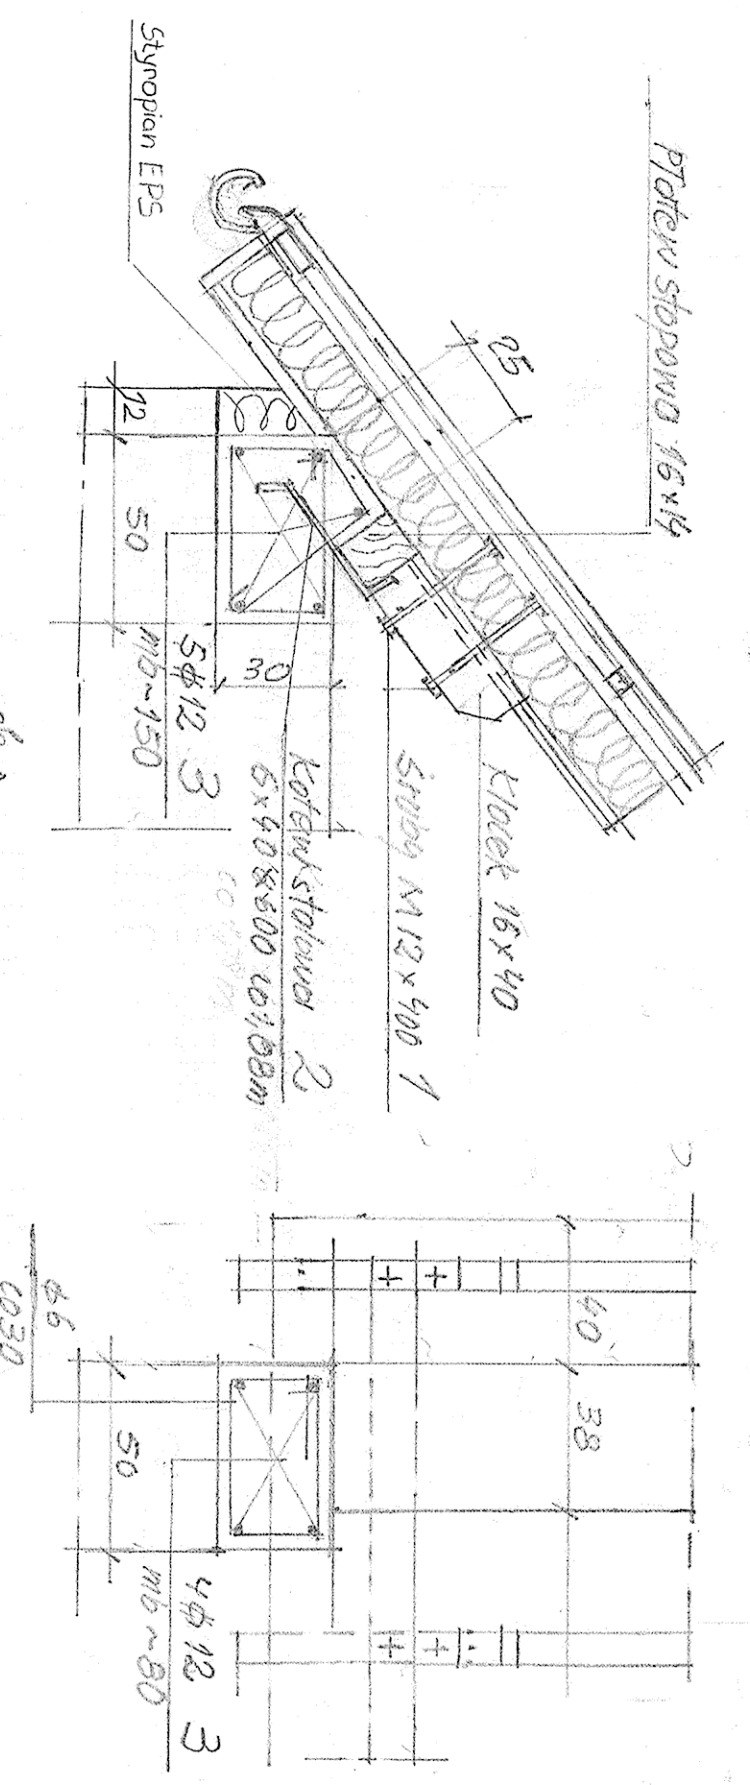 Płatew stopowa 16x14
25
Styropian EPS
12
50
30
5ϕ12 3
mb~150
Klocek 16x40
Śruby M12x400 1
Kotew stalowa 2
6x40x600 co 1,00m
40
38
50
ϕ6
co30
4ϕ12 3
mb~80